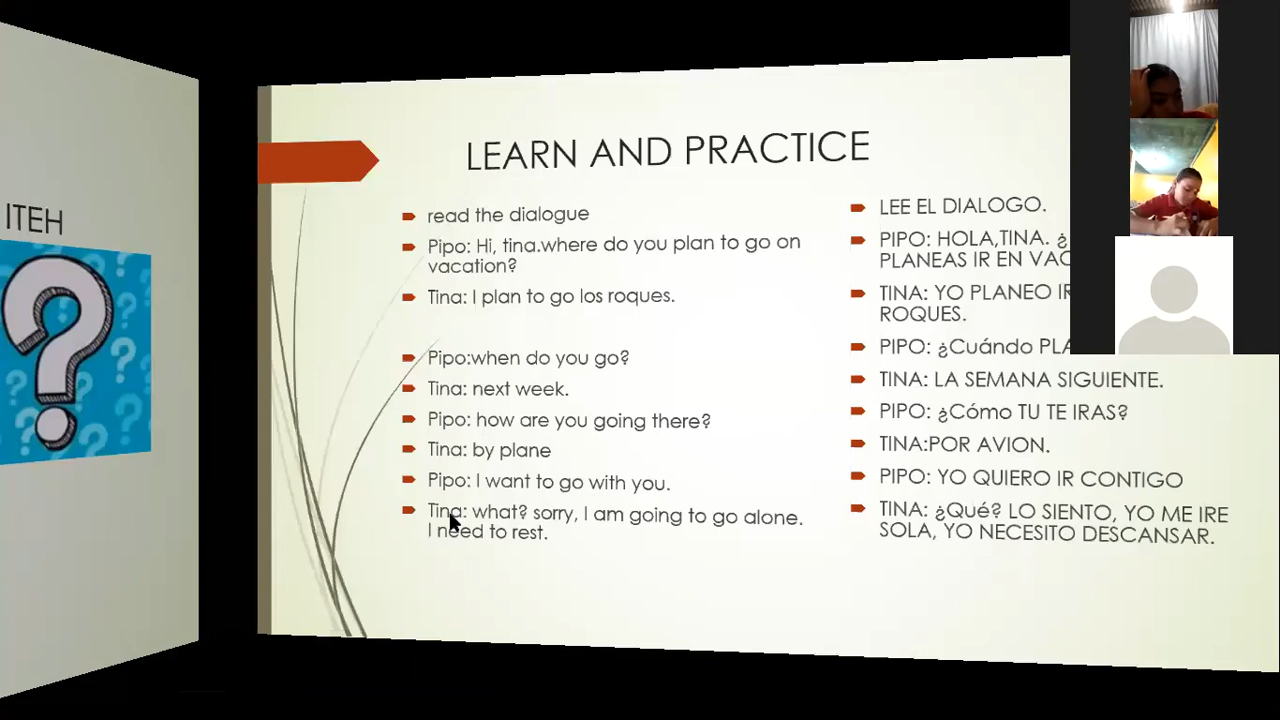 ITEH
LEARN AND PRACTICE
read the dialogue
Pipo: Hi, tina.where do you plan to go on
vacation?
Tina: I plan to go los roques.
Pipo:when do you go?
Tina: next week.
Pipo: how are you going there?
Tina: by plane
Pipo: I want to go with you.
Tina: what? sorry, I am going to go alone.
I need to rest.
LEE EL DIALOGO.
PIPO: HOLA,TINA. ¿
PLANEAS IR EN
TINA: YO PLANEO
ROQUES.
PIPO: ¿Cuándo
TINA: LA SEMANA SIGUIENTE.
PIPO: ¿Cómo TU TE IRAS?
TINA:POR AVION.
PIPO: YO QUIERO IR CONTIGO
TINA: ¿Qué? LO SIENTO, YO ME IRE
SOLA, YO NECESITO DESCANSAR.